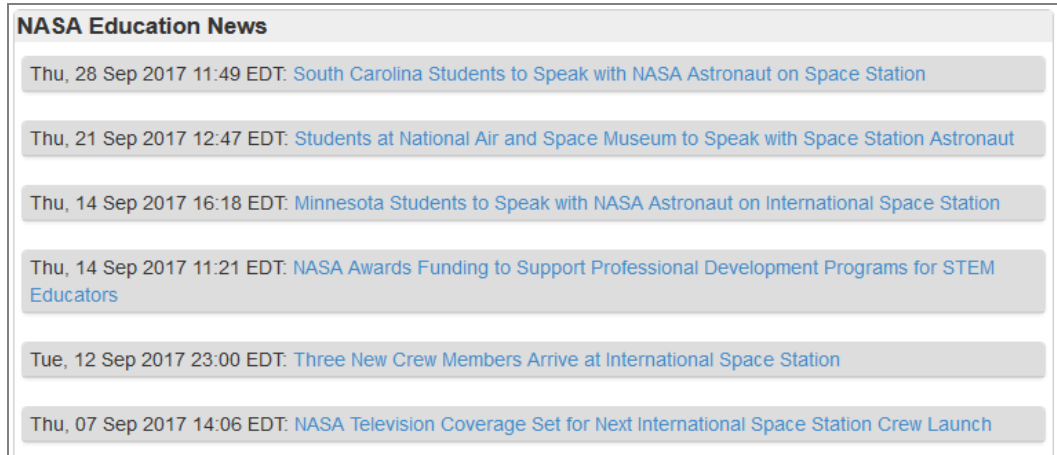 NASA Education News
Thu, 28 Sep 2017 11:49 EDT: South Carolina Students to Speak with NASA Astronaut on Space Station
Thu, 21 Sep 2017 12:47 EDT: Students at National Air and Space Museum to Speak with Space Station Astronaut
Thu, 14 Sep 2017 16:18 EDT: Minnesota Students to Speak with NASA Astronaut on International Space Station
Thu, 14 Sep 2017 11:21 EDT: NASA Awards Funding to Support Professional Development Programs for STEM
Educators
Tue, 12 Sep 2017 23:00 EDT: Three New Crew Members Arrive at International Space Station
Thu, 07 Sep 2017 14:06 EDT: NASA Television Coverage Set for Next International Space Station Crew Launch